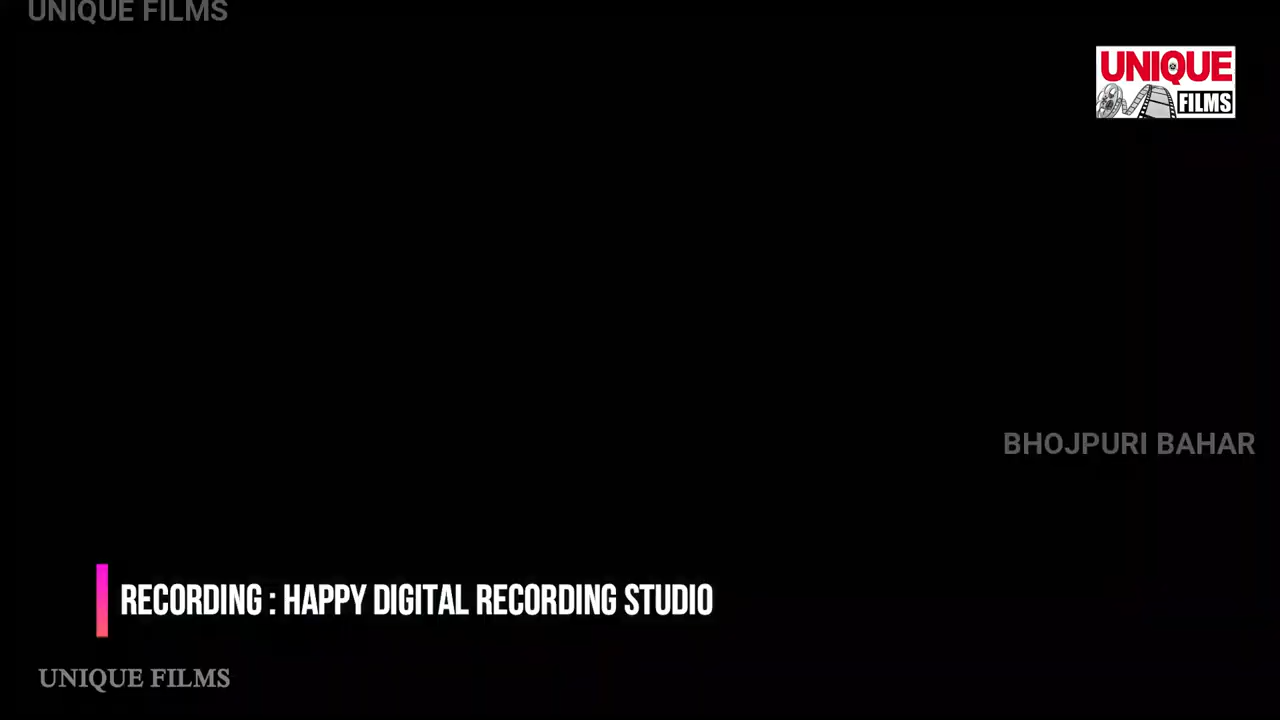 UNIQUE FILMS
UNIQUE
FILMS
BHOJPURI BAHAR
RECORDING : HAPPY DIGITAL RECORDING STUDIO
UNIQUE FILMS